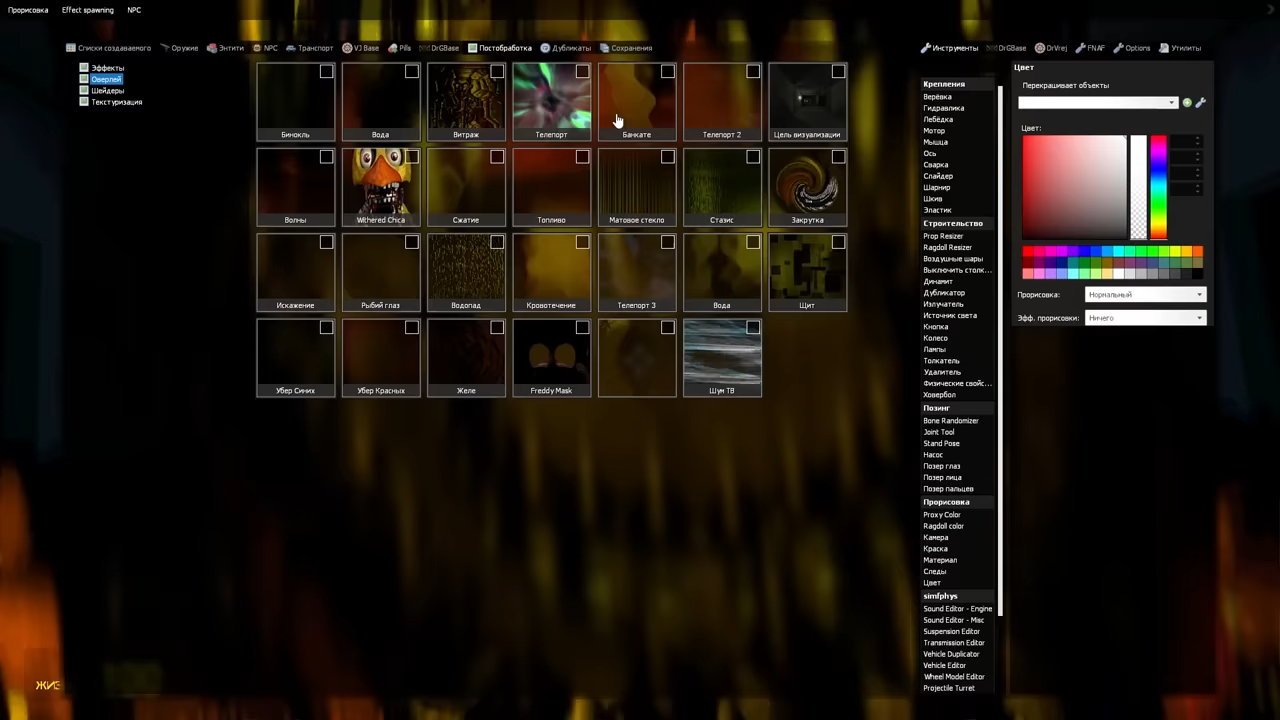 Прорисовка Effect spawning NPC
Списки создаваемого Оружие Энтити NPC Транспорт VJ Base Pills DrGBase Постобработка Дубликаты Сохранения
Инструменты DrGBase DrVrej FNAF Options Утилиты
Эффекты
Оверлей
Шейдеры
Текстуризация
Бинокль Вода Витраж Телепорт Банкате Телепорт 2 Цель визуализации
Волны Withered Chica Сжатие Топливо Матовое стекло Стазис Закрутка
Искажение Рыбий глаз Водопад Кровотечение Телепорт 3 Вода Щит
Убер Синих Убер Красных Желе Freddy Mask Шум ТВ
Крепления
Верёвка
Гидравлика
Лебёдка
Мотор
Мышца
Ось
Сварка
Слайдер
Шарнир
Шкив
Эластик
Строительство
Prop Resizer
Ragdoll Resizer
Воздушные шары
Выключить столк...
Динамит
Дубликатор
Излучатель
Источник света
Кнопка
Колесо
Лампы
Толкатель
Удалитель
Физические свойс...
Ховербол
Позинг
Bone Randomizer
Joint Tool
Stand Pose
Насос
Позер глаз
Позер лица
Позер пальцев
Прорисовка
Proxy Color
Ragdoll color
Камера
Краска
Материал
Следы
Цвет
simfphys
Sound Editor - Engine
Sound Editor - Misc
Suspension Editor
Transmission Editor
Vehicle Duplicator
Vehicle Editor
Wheel Model Editor
Projectile Turret
Цвет
Перекрашивает объекты
Цвет:
Прорисовка: Нормальный
Эфф. прорисовки: Ничего